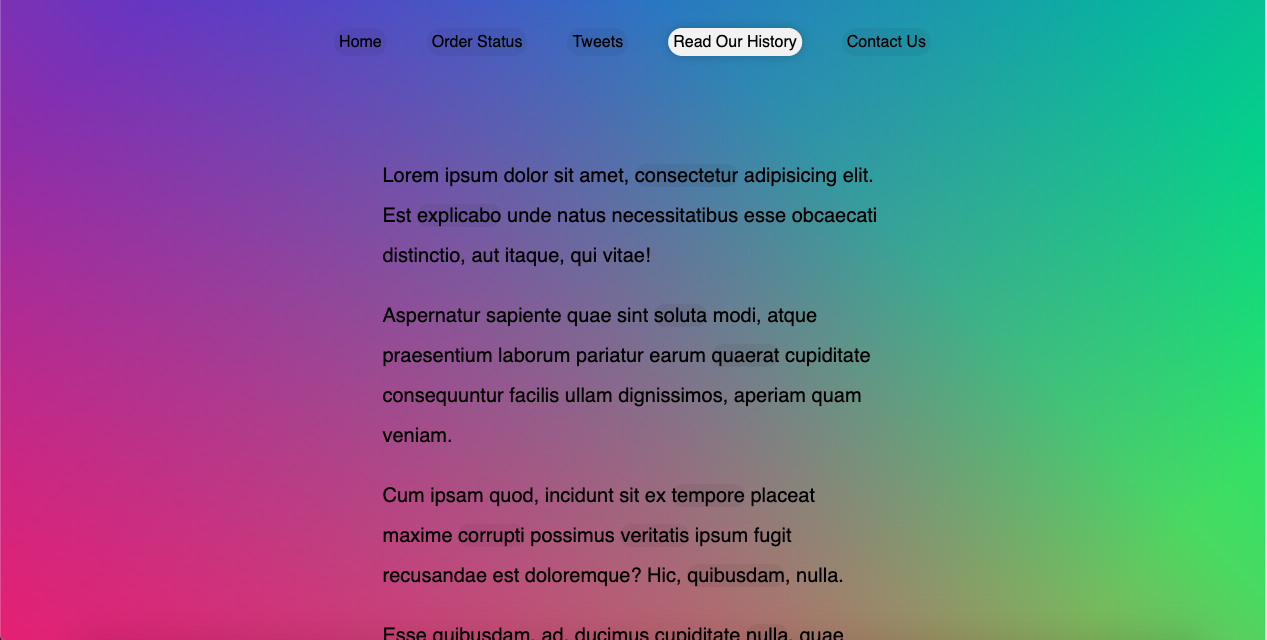 Home Order Status Tweets Read Our History Contact Us
Lorem ipsum dolor sit amet, consectetur adipisicing elit.
Est explicabo unde natus necessitatibus esse obcaecati
distinctio, aut itaque, qui vitae!
Aspernatur sapiente quae sint soluta modi, atque
praesentium laborum pariatur earum quaerat cupiditate
consequuntur facilis ullam dignissimos, aperiam quam
veniam.
Cum ipsam quod, incidunt sit ex tempore placeat
maxime corrupti possimus veritatis ipsum fugit
recusandae est doloremque? Hic, quibusdam, nulla.
Esse quibusdam, ad, ducimus cupiditate nulla, quae